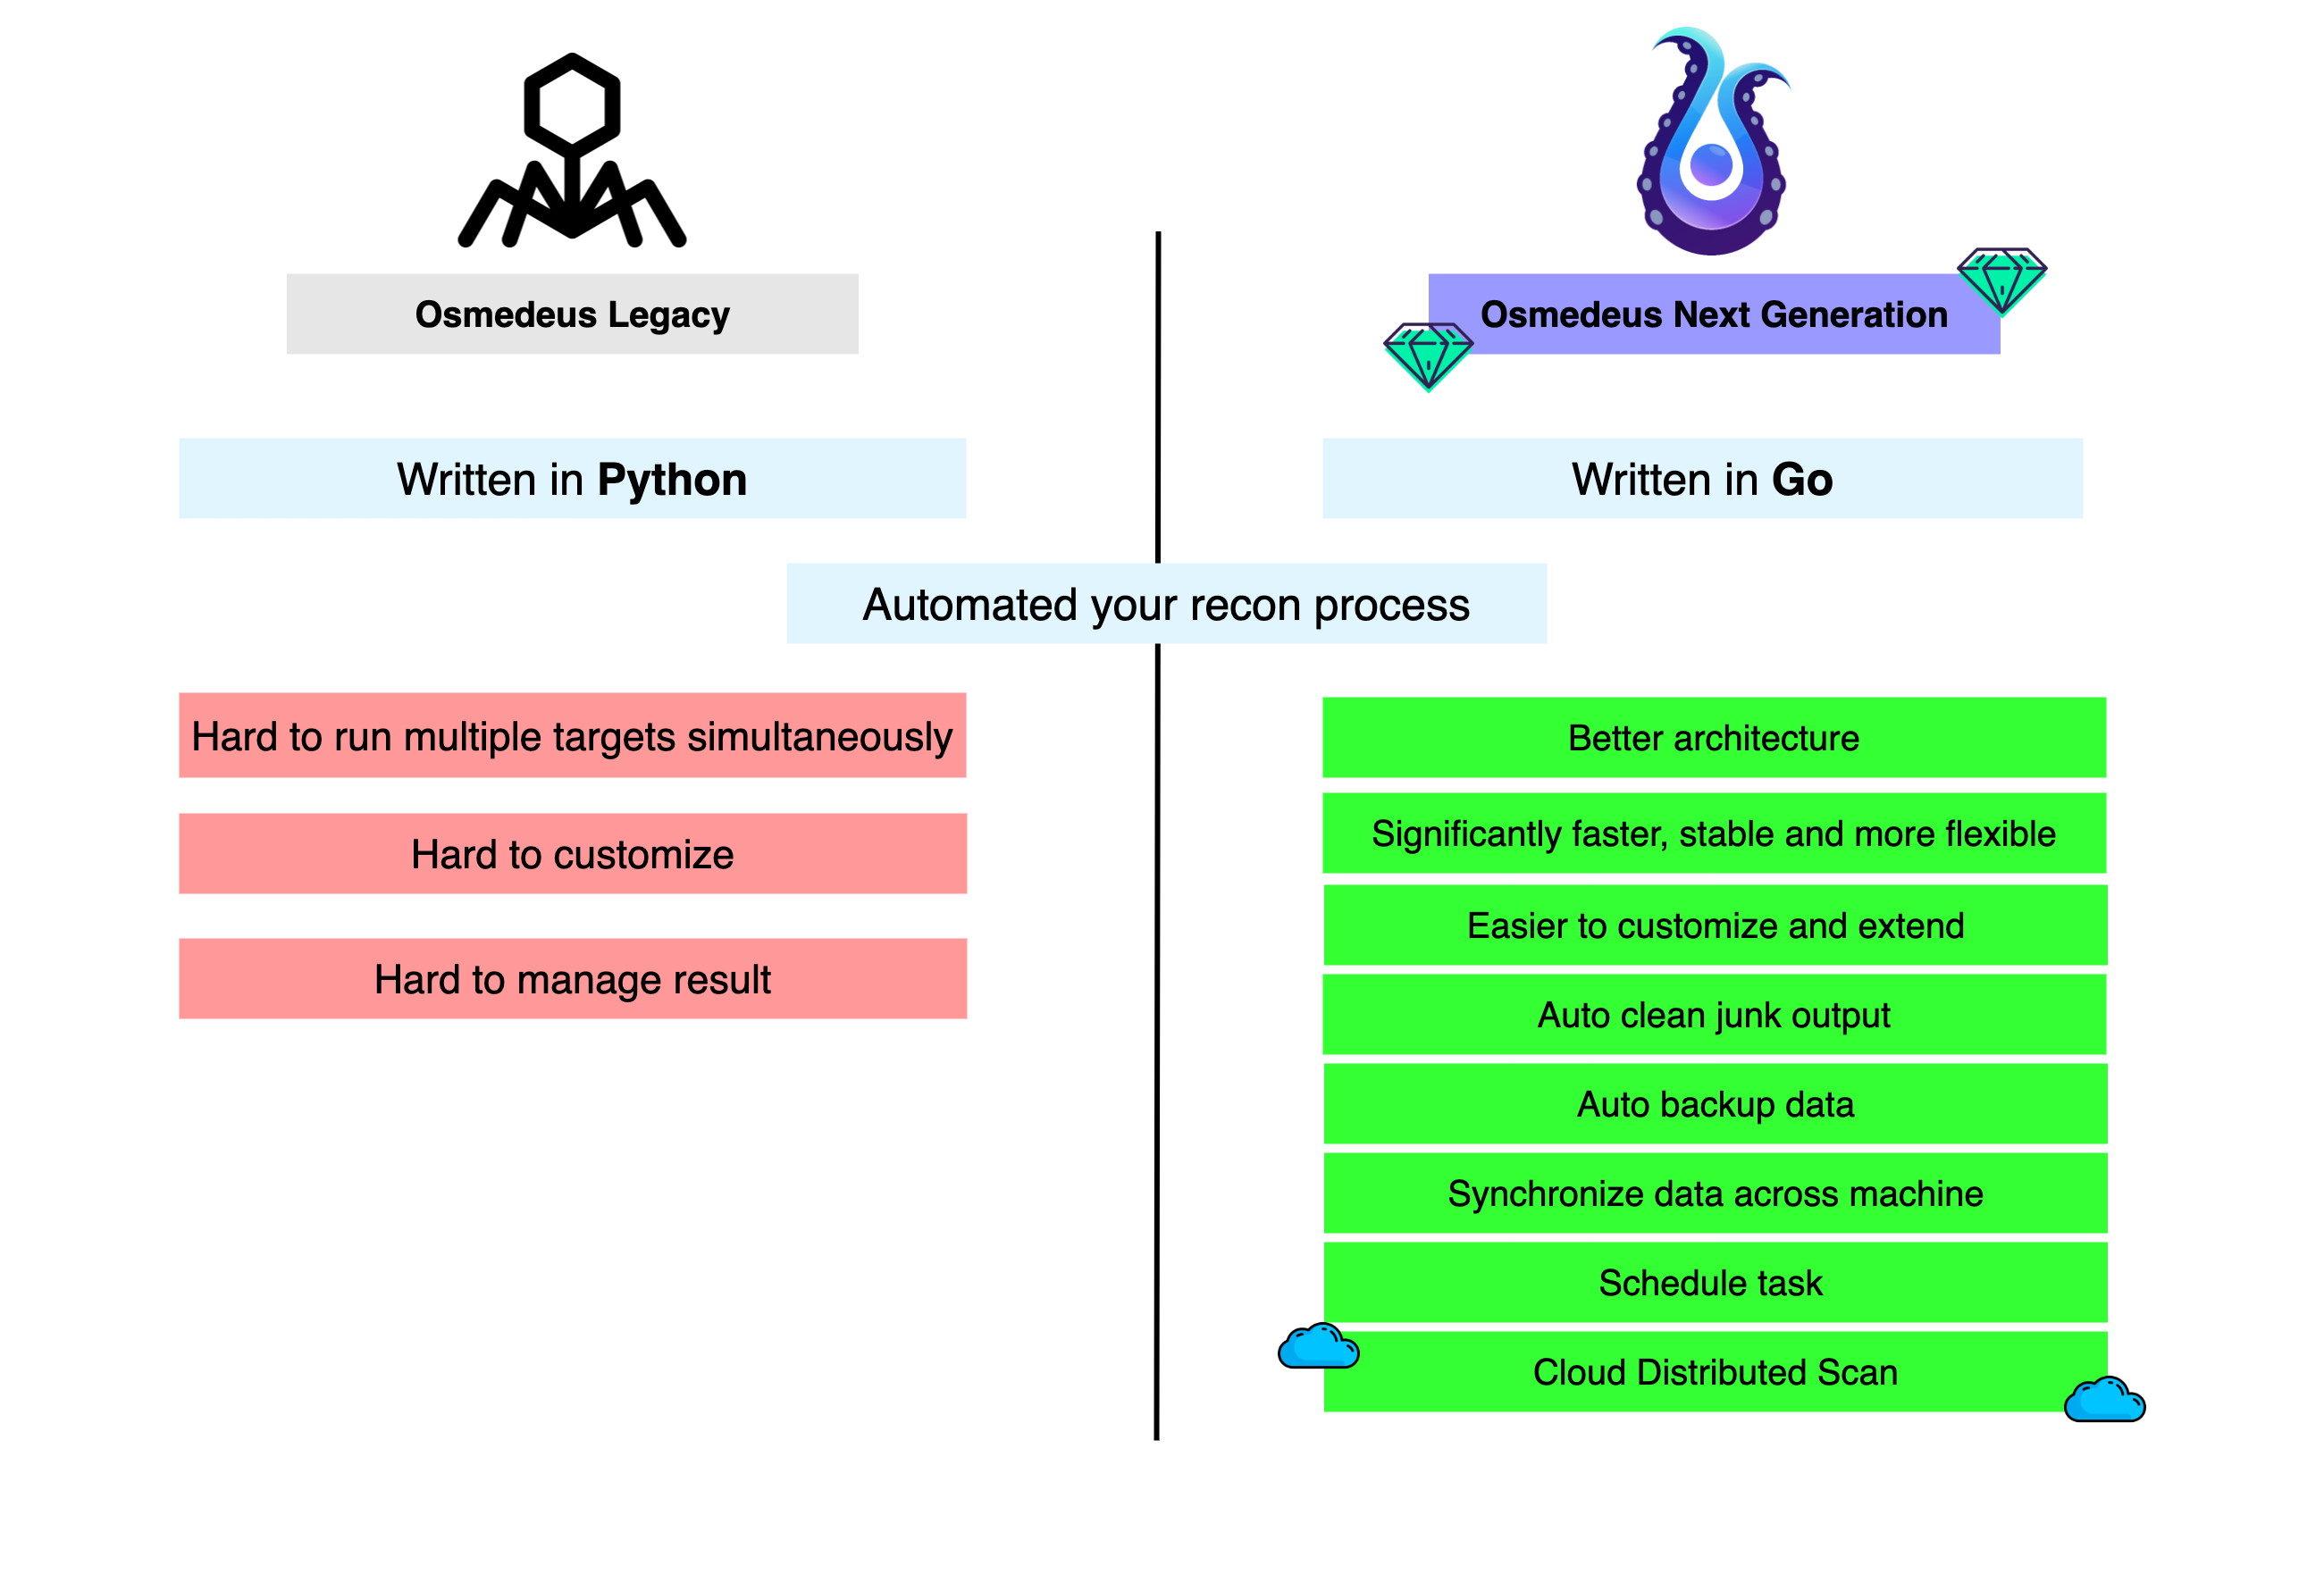 Osmedeus Legacy
Osmedeus Next Generation
Written in Python
Written in Go
Automated your recon process
Hard to run multiple targets simultaneously
Hard to customize
Hard to manage result
Better architecture
Significantly faster, stable and more flexible
Easier to customize and extend
Auto clean junk output
Auto backup data
Synchronize data across machine
Schedule task
Cloud Distributed Scan